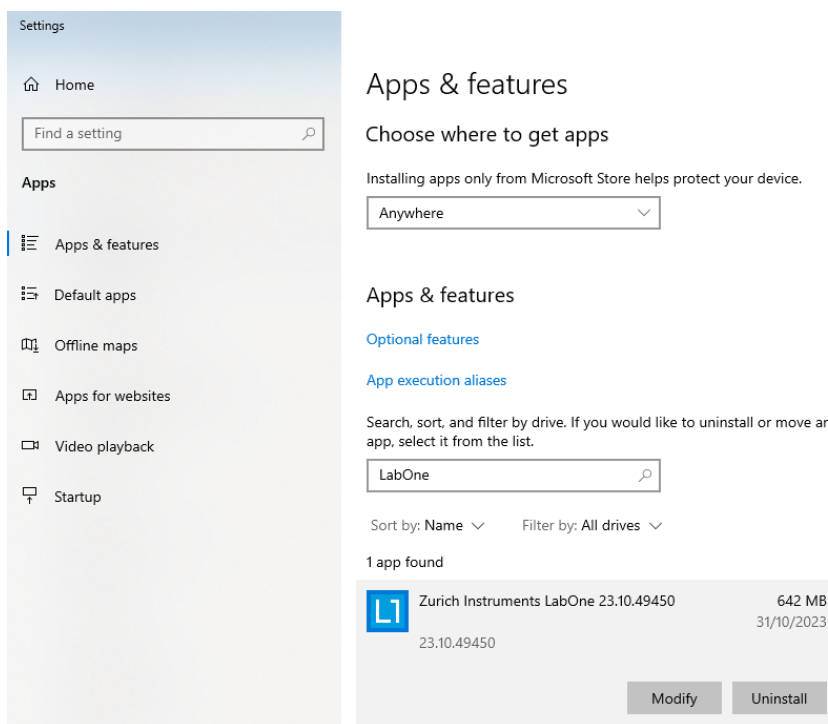 Settings
Home
Find a setting
Apps
Apps & features
Default apps
Offline maps
Apps for websites
Video playback
Startup
Apps & features
Choose where to get apps
Installing apps only from Microsoft Store helps protect your device.
Anywhere
Apps & features
Optional features
App execution aliases
Search, sort, and filter by drive. If you would like to uninstall or move an
app, select it from the list.
LabOne
Sort by: Name Filter by: All drives
1 app found
L1
Zurich Instruments LabOne 23.10.49450 642 MB
31/10/2023
23.10.49450
Modify Uninstall